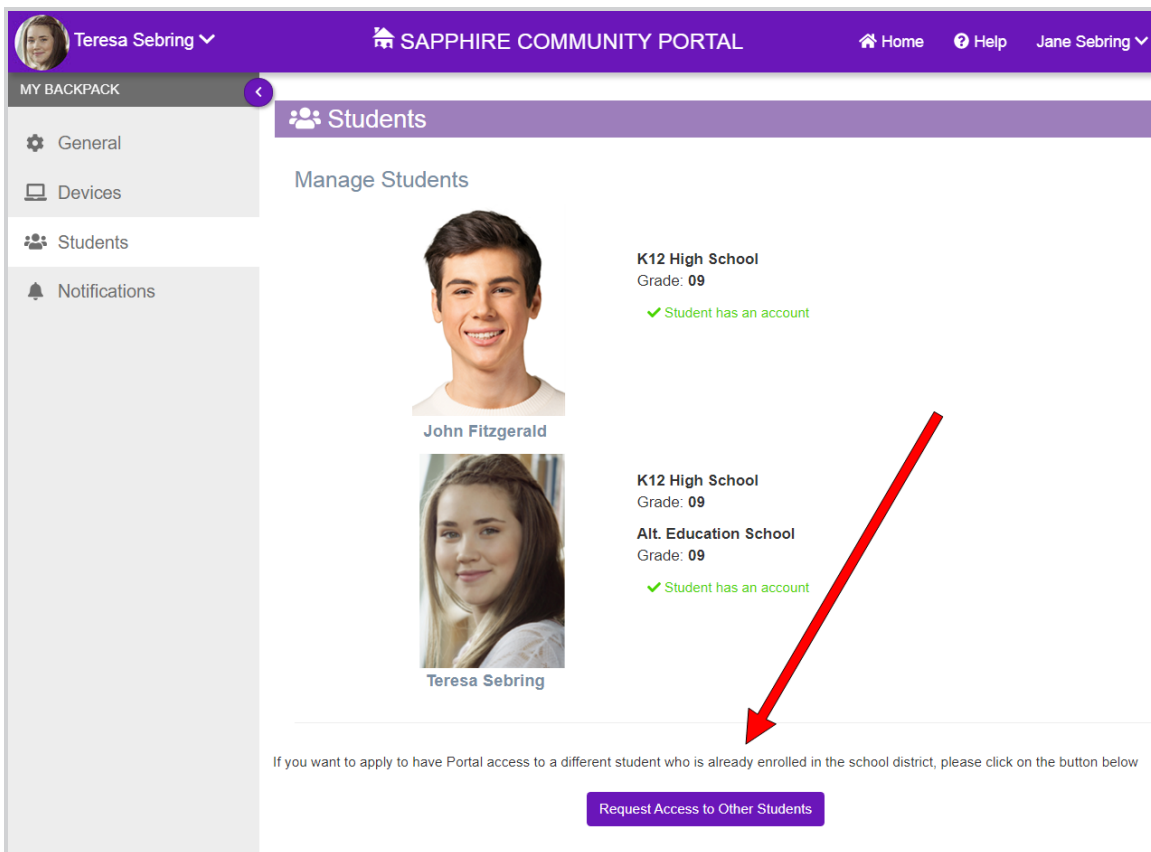 Teresa Sebring
SAPPHIRE COMMUNITY PORTAL
Home
Help
Jane Sebring
MY BACKPACK
General
Devices
Students
Notifications
Students
Manage Students
K12 High School
Grade: 09
Student has an account
John Fitzgerald
K12 High School
Grade: 09
Alt. Education School
Grade: 09
Student has an account
Teresa Sebring
If you want to apply to have Portal access to a different student who is already enrolled in the school district, please click on the button below
Request Access to Other Students